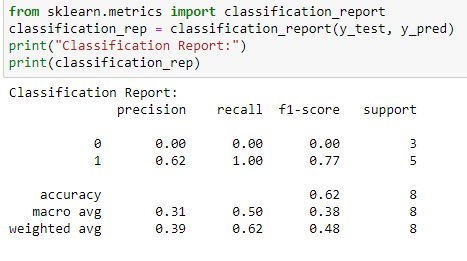 from sklearn.metrics import classification_report
classification_rep = classification_report(y_test, y_pred)
print("Classification Report:")
print(classification_rep)
Classification Report:
              precision    recall  f1-score   support

           0       0.00      0.00      0.00         3
           1       0.62      1.00      0.77         5

    accuracy                           0.62         8
   macro avg       0.31      0.50      0.38         8
weighted avg       0.39      0.62      0.48         8